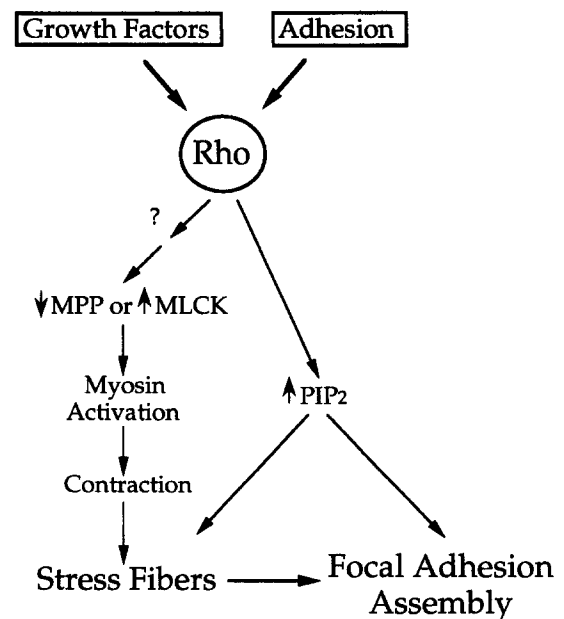 Growth Factors
Adhesion
Rho
?
MPP or MLCK
Myosin
Activation
PIP2
Contraction
Stress Fibers
Focal Adhesion
Assembly